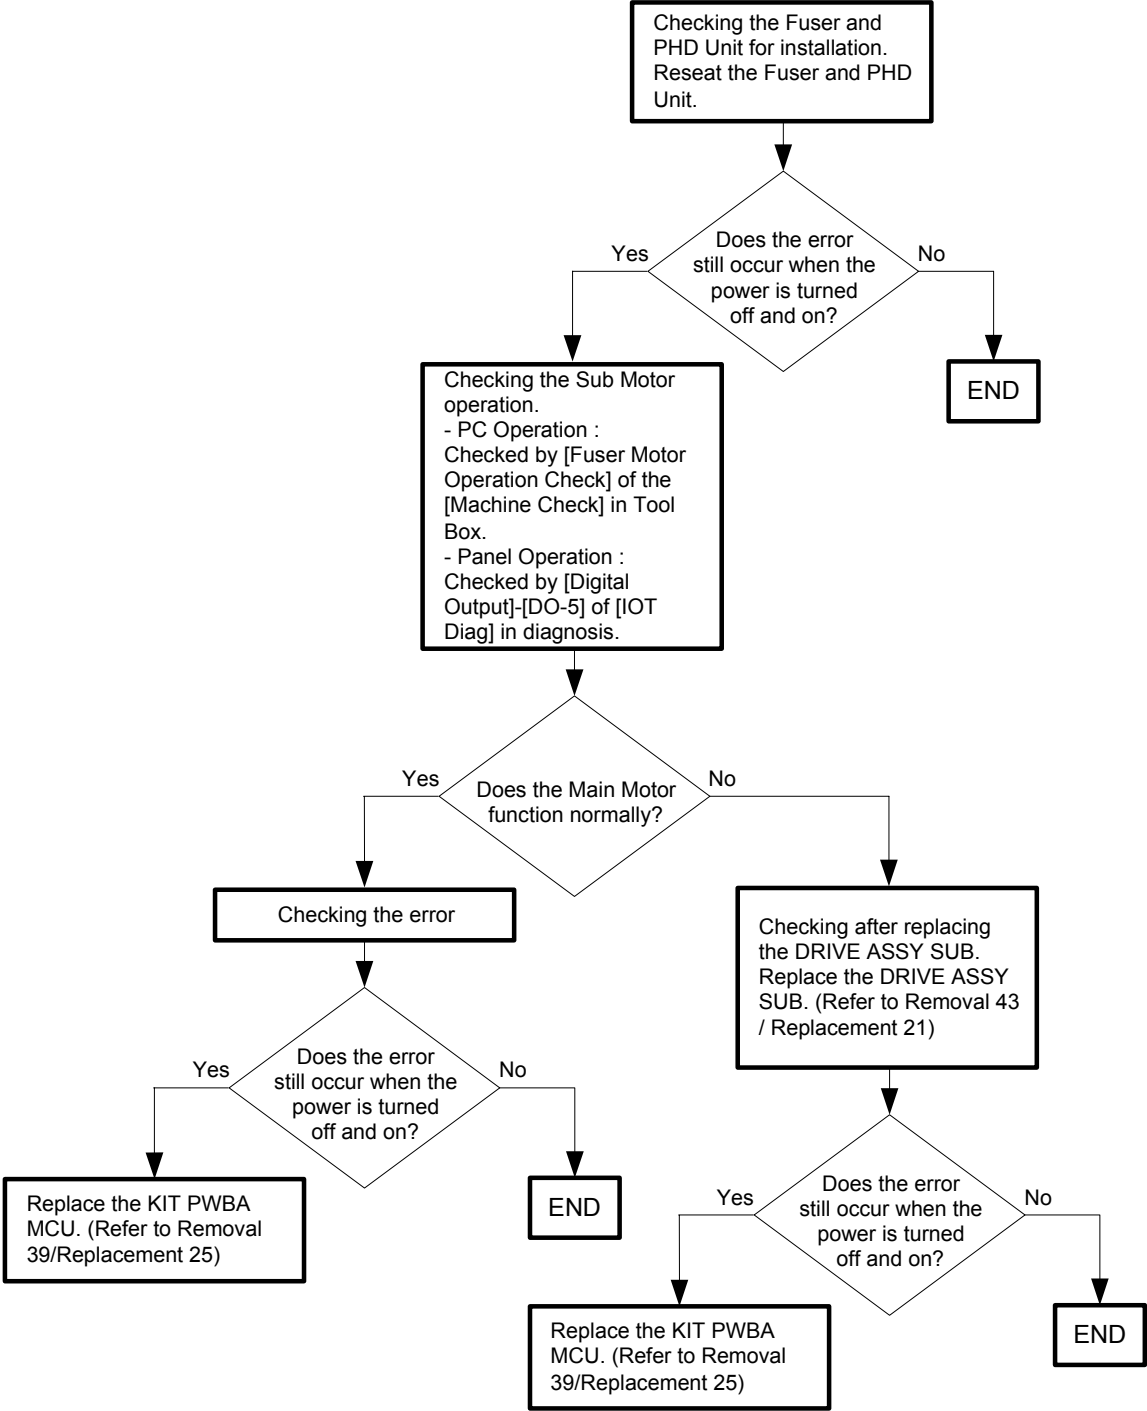 Checking the Fuser and
PHD Unit for installation.
Reseat the Fuser and PHD
Unit.
Does the error
still occur when the
power is turned
off and on?
Yes
No
END
Checking the Sub Motor
operation.
- PC Operation :
Checked by [Fuser Motor
Operation Check] of the
[Machine Check] in Tool
Box.
- Panel Operation :
Checked by [Digital
Output]-[DO-5] of [IOT
Diag] in diagnosis.
Does the Main Motor
function normally?
Yes
No
Checking the error
Checking after replacing
the DRIVE ASSY SUB.
Replace the DRIVE ASSY
SUB. (Refer to Removal 43
/ Replacement 21)
Does the error
still occur when the
power is turned
off and on?
Yes
No
Replace the KIT PWBA
MCU. (Refer to Removal
39/Replacement 25)
END
Does the error
still occur when the
power is turned
off and on?
Yes
No
Replace the KIT PWBA
MCU. (Refer to Removal
39/Replacement 25)
END